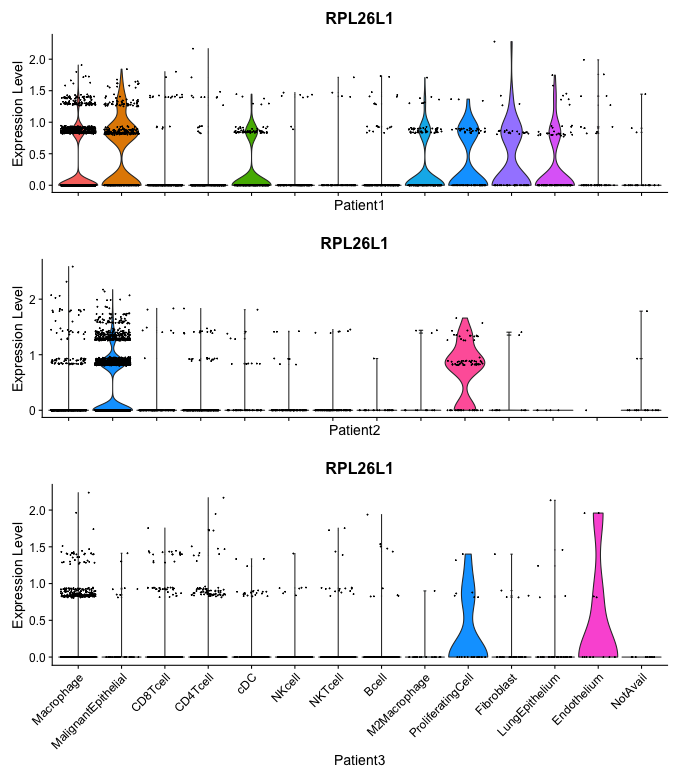 RPL26L1
Expression Level
2.0
1.5
1.0
0.5
0.0
Patient1
RPL26L1
Expression Level
2
1
0
Patient2
RPL26L1
Expression Level
2.0
1.5
1.0
0.5
0.0
Macrophage
MalignantEpithelial
CD8Tcell
CD4Tcell
cDC
NKcell
NKTcell
Bcell
M2Macrophage
ProliferatingCell
Fibroblast
LungEpithelium
Endothelium
NotAvail
Patient3